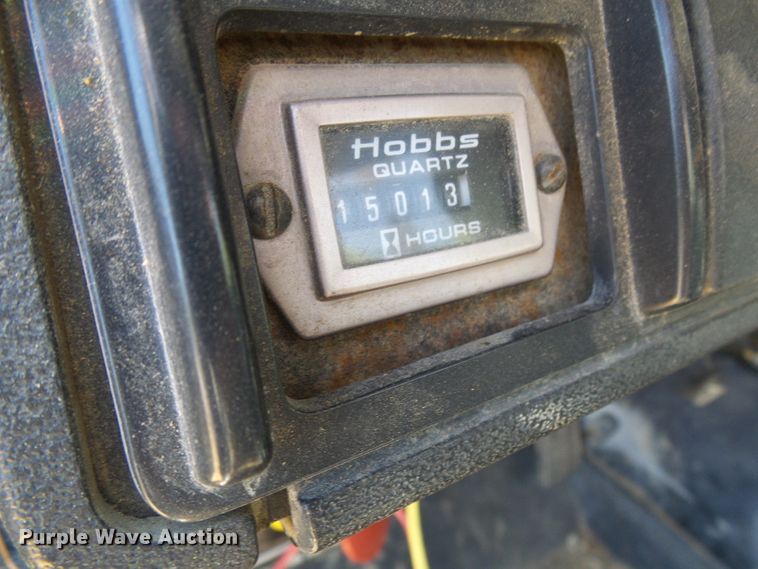 Hobbs
QUARTZ
15013
HOURS
Purple Wave Auction